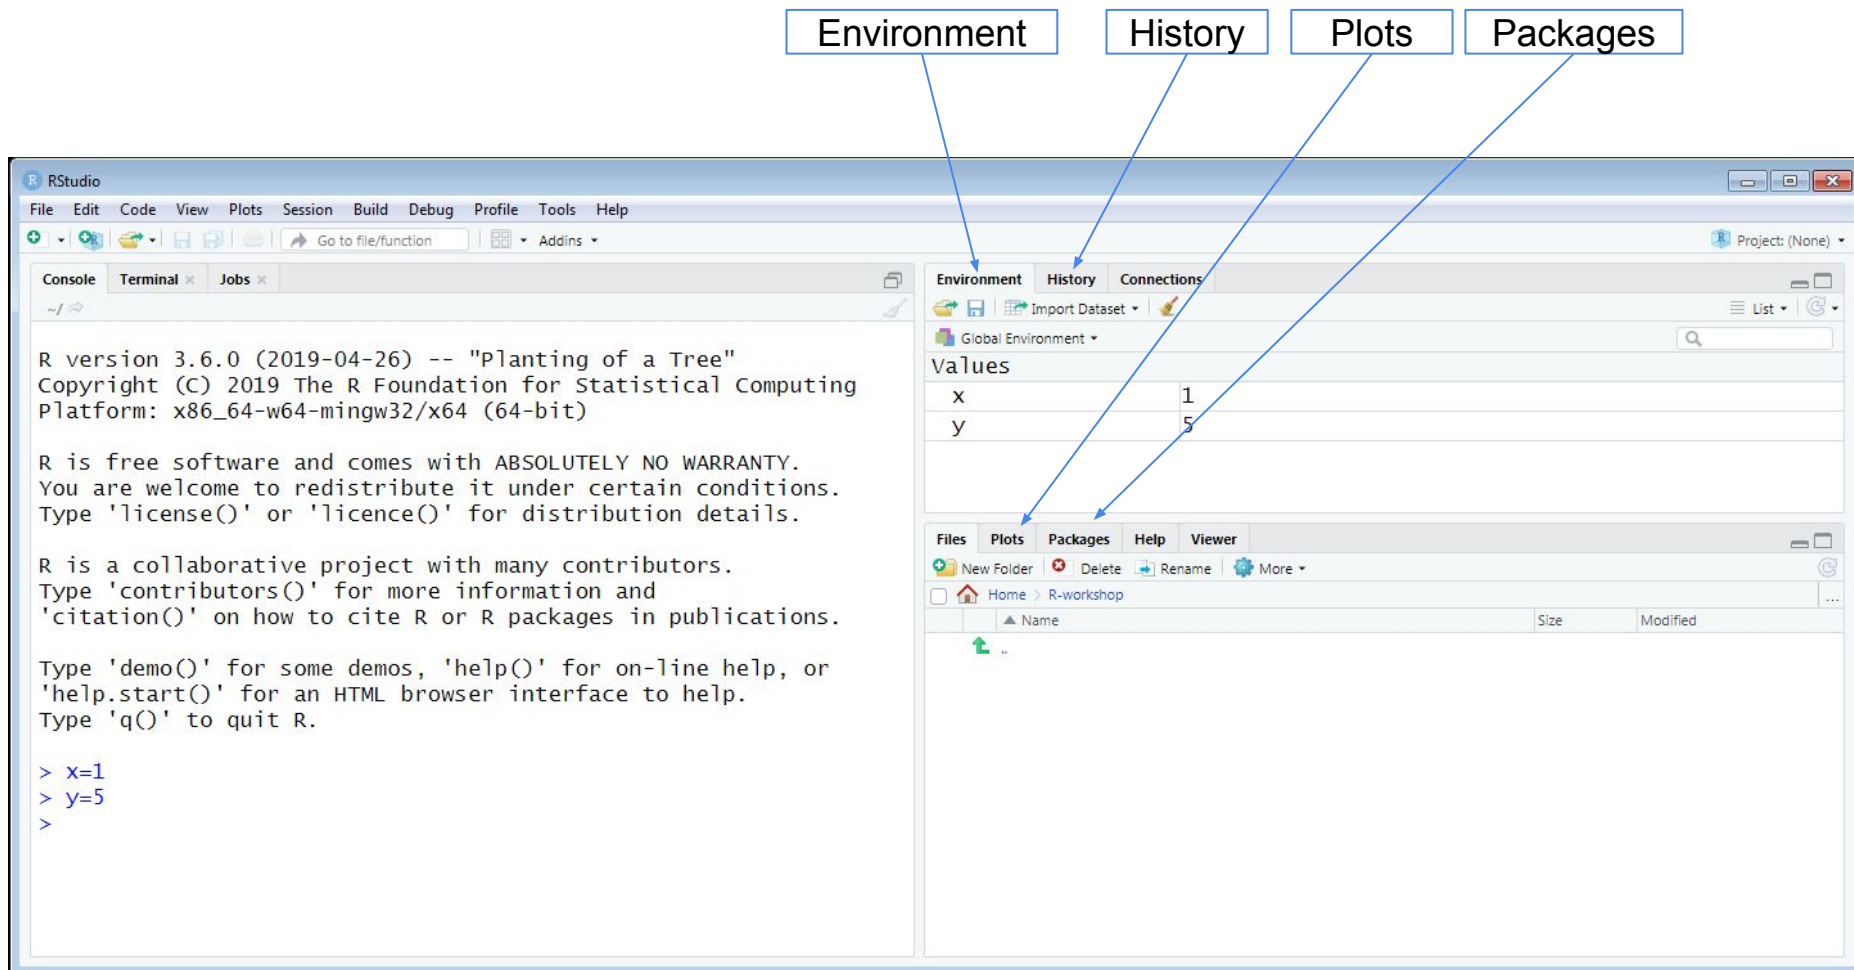 Environment History Plots Packages
RStudio
File Edit Code View Plots Session Build Debug Profile Tools Help
Go to file/function Addins Project: (None)
Console Terminal Jobs
~/
R version 3.6.0 (2019-04-26) -- "Planting of a Tree"
Copyright (C) 2019 The R Foundation for Statistical Computing
Platform: x86_64-w64-mingw32/x64 (64-bit)
R is free software and comes with ABSOLUTELY NO WARRANTY.
You are welcome to redistribute it under certain conditions.
Type 'license()' or 'licence()' for distribution details.
R is a collaborative project with many contributors.
Type 'contributors()' for more information and
'citation()' on how to cite R or R packages in publications.
Type 'demo()' for some demos, 'help()' for on-line help, or
'help.start()' for an HTML browser interface to help.
Type 'q()' to quit R.
> x=1
> y=5
>
Environment History Connections
Import Dataset List
Global Environment
Values
x 1
y 5
Files Plots Packages Help Viewer
New Folder Delete Rename More
Home > R-workshop ...
Name Size Modified
..